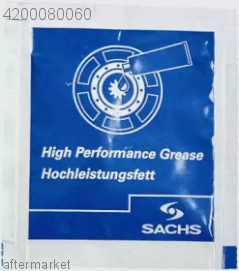 4200080060
High Performance Grease
Hochleistungsfett
SACHS
aftermarket